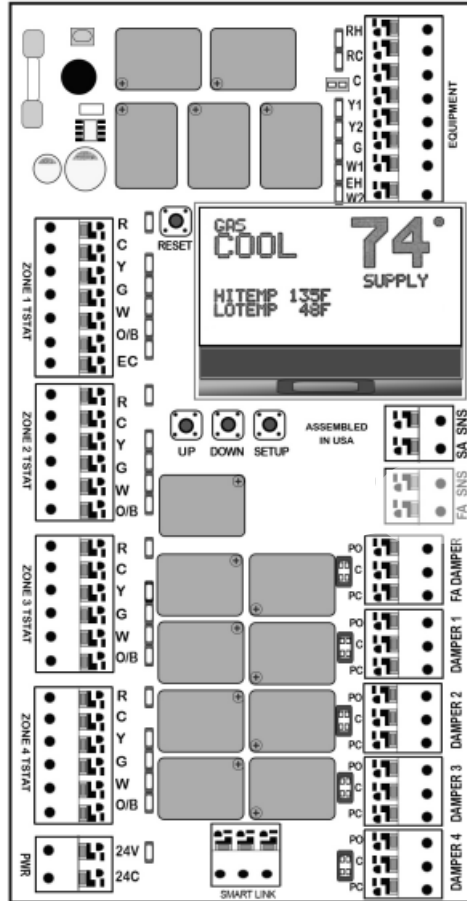 RH
RC
C
Y1
Y2
G
W1
EH
W2
EQUIPMENT
RESET
GAS
COOL
74°
SUPPLY
HITEMP 135F
LOTEMP 48F
ZONE 1 TSTAT
R
C
Y
G
W
O/B
EC
ZONE 2 TSTAT
R
C
Y
G
W
O/B
UP DOWN SETUP
ASSEMBLED
IN USA
SA SNS
FA SNS
ZONE 3 TSTAT
R
C
Y
G
W
O/B
PO
C
PC
FA DAMPER
PO
C
PC
DAMPER 1
ZONE 4 TSTAT
R
C
Y
G
W
O/B
PO
C
PC
DAMPER 2
PO
C
PC
DAMPER 3
PWR
24V
24C
SMART LINK
PO
C
PC
DAMPER 4